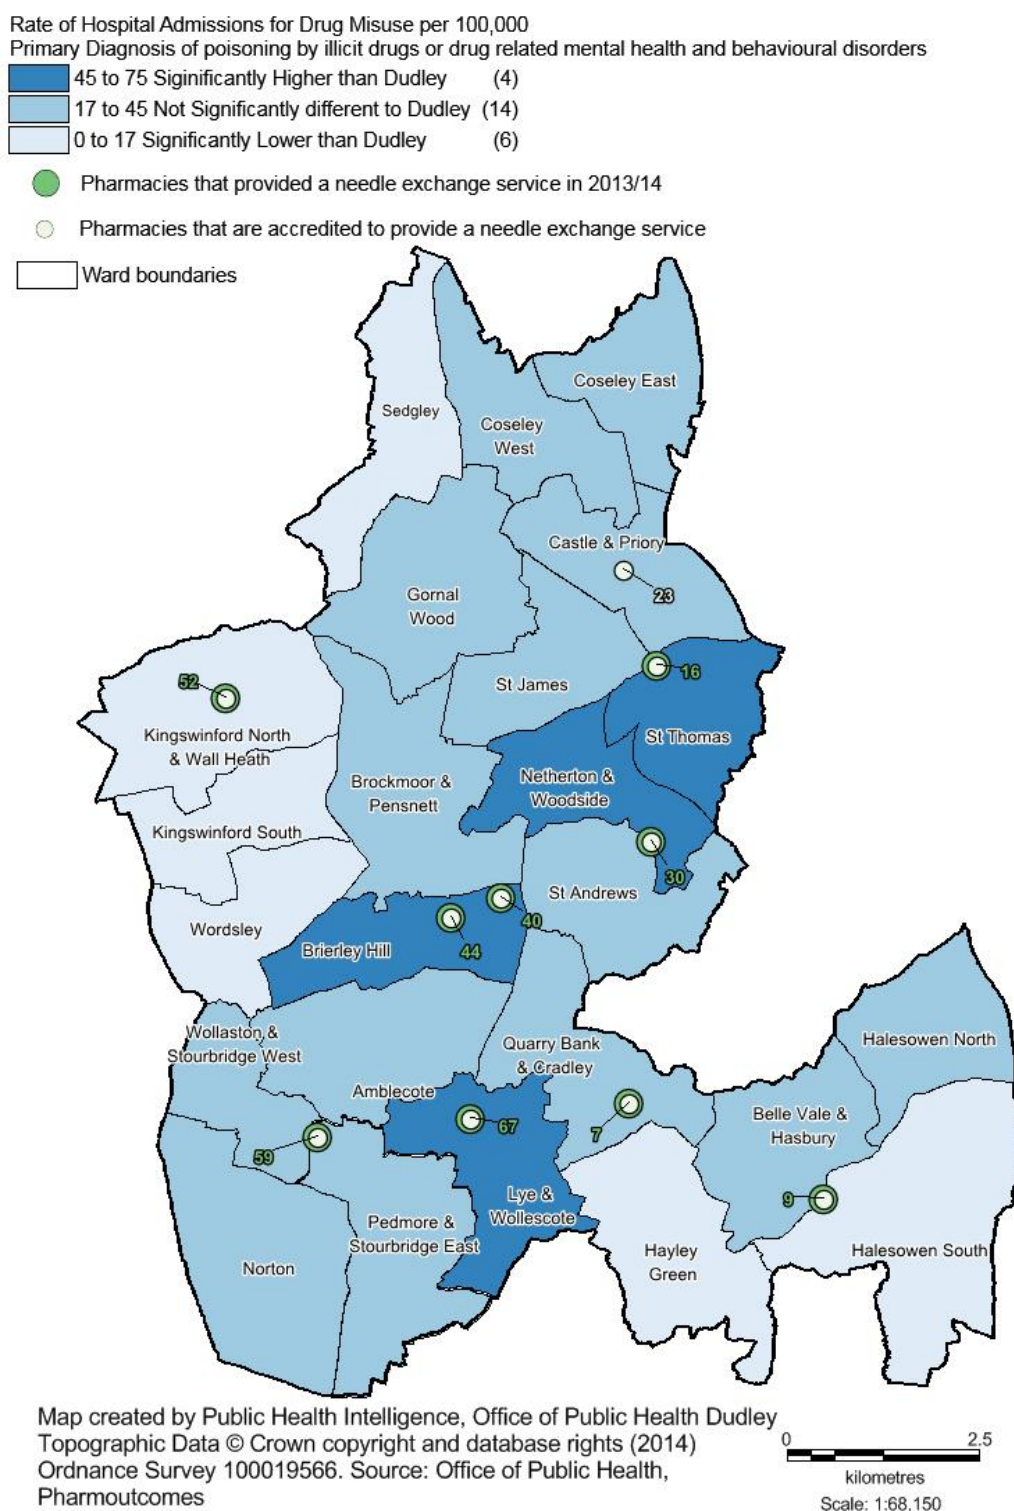 Rate of Hospital Admissions for Drug Misuse per 100,000
Primary Diagnosis of poisoning by illicit drugs or drug related mental health and behavioural disorders
45 to 75 Siginificantly Higher than Dudley (4)
17 to 45 Not Significantly different to Dudley (14)
0 to 17 Significantly Lower than Dudley (6)
Pharmacies that provided a needle exchange service in 2013/14
Pharmacies that are accredited to provide a needle exchange service
Ward boundaries
Coseley East
Sedgley
Coseley
West
Castle & Priory
23
Gornal
Wood
16
52
St James
Kingswinford North
& Wall Heath
St Thomas
Brockmoor &
Pensnett
Netherton &
Woodside
Kingswinford South
30
St Andrews
40
Wordsley
Brierley Hill
44
Wollaston &
Stourbridge West
Quarry Bank
& Cradley
Halesowen North
Amblecote
Belle Vale &
Hasbury
67
7
59
Lye &
Wollescote
9
Pedmore &
Stourbridge East
Hayley
Green
Halesowen South
Norton
Map created by Public Health Intelligence, Office of Public Health Dudley
Topographic Data © Crown copyright and database rights (2014)
Ordnance Survey 100019566. Source: Office of Public Health,
Pharmoutcomes
0 2.5
kilometres
Scale: 1:68,150